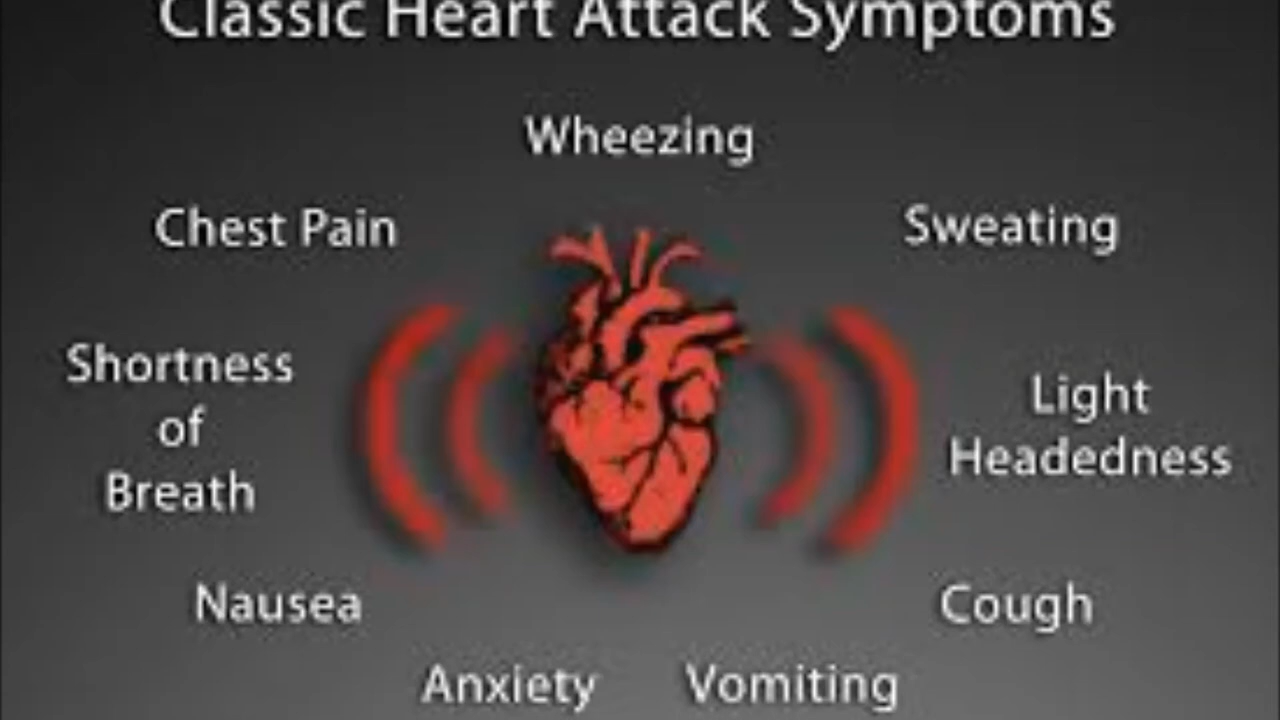 Classic Heart Attack Symptoms
Wheezing
Chest Pain
Sweating
Shortness
of
Breath
Light
Headedness
Nausea
Cough
Anxiety
Vomiting